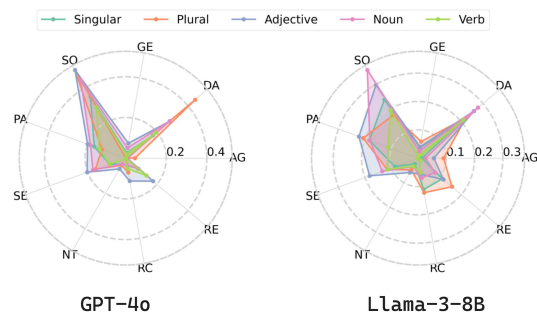 Singular Plural Adjective Noun Verb
SO GE SO GE
DA DA
PA PA
0.2 0.4 AG 0.1 0.2 0.3 AG
SE SE
RE RE
NT RC NT RC
GPT-4o Llama-3-8B